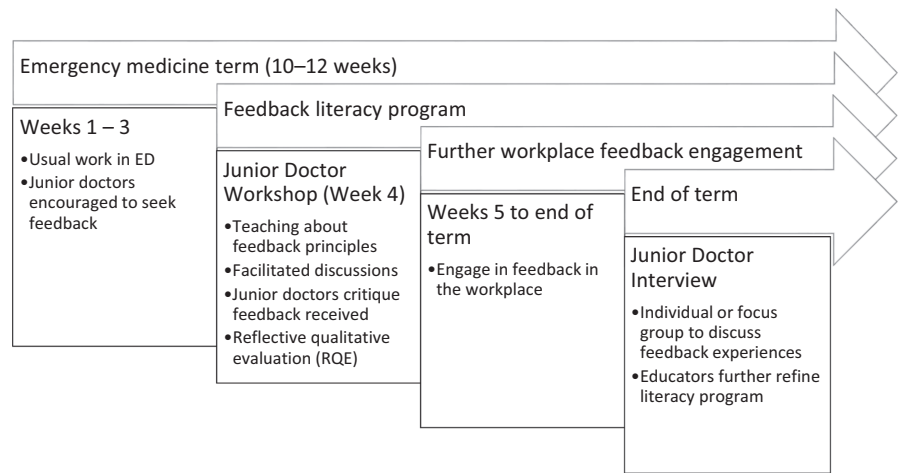 Emergency medicine term (10–12 weeks)
Weeks 1 – 3
•Usual work in ED
•Junior doctors
encouraged to seek
feedback
Feedback literacy program
Junior Doctor
Workshop (Week 4)
•Teaching about
feedback principles
•Facilitated discussions
•Junior doctors critique
feedback received
•Reflective qualitative
evaluation (RQE)
Further workplace feedback engagement
Weeks 5 to end of
term
•Engage in feedback in
the workplace
End of term
Junior Doctor
Interview
•Individual or focus
group to discuss
feedback experiences
•Educators further refine
literacy program